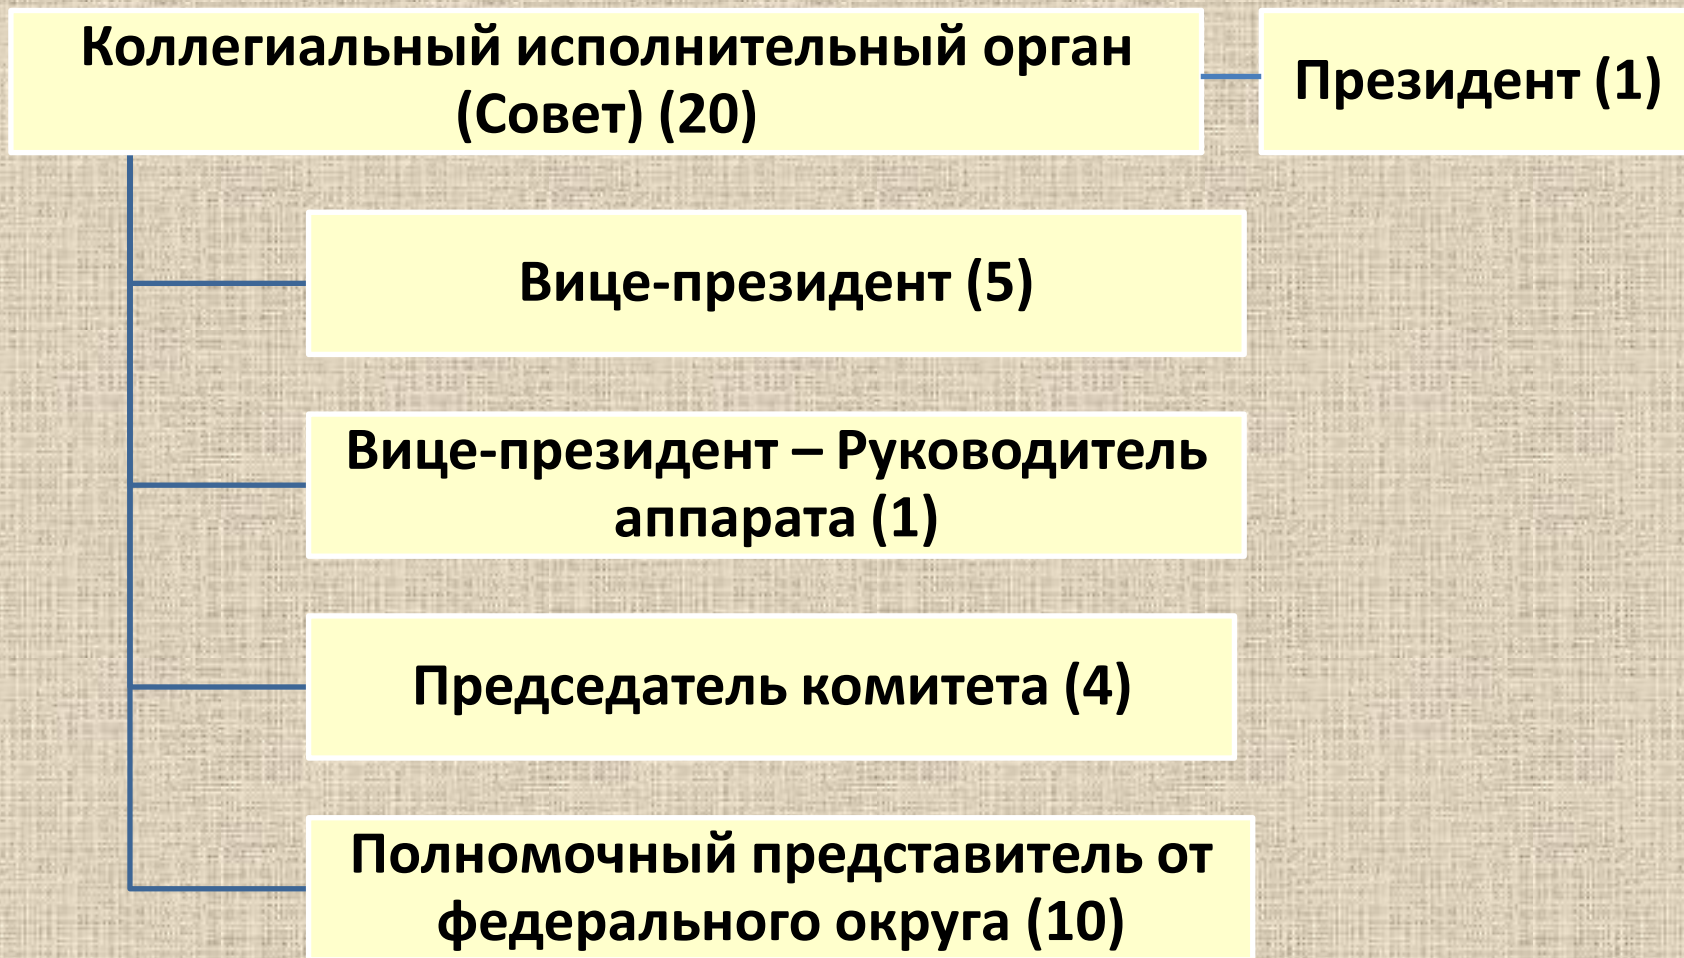 Коллегиальный исполнительный орган
(Совет) (20)
Президент (1)
Вице-президент (5)
Вице-президент – Руководитель
аппарата (1)
Председатель комитета (4)
Полномочный представитель от
федерального округа (10)